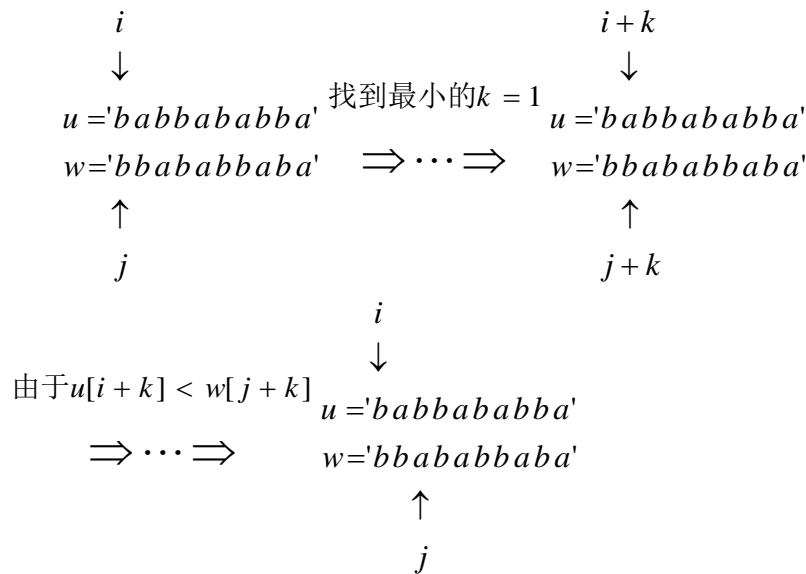 i i + k
↓ ↓
u ='babbababba' 找到最小的k = 1 u ='babbababba'
w='bbababbaba' ⇒ ··· ⇒ w='bbababbaba'
↑ ↑
j j + k
i
↓
由于u[i + k] < w[j + k] u ='babbababba'
⇒ ··· ⇒ w='bbababbaba'
↑
j